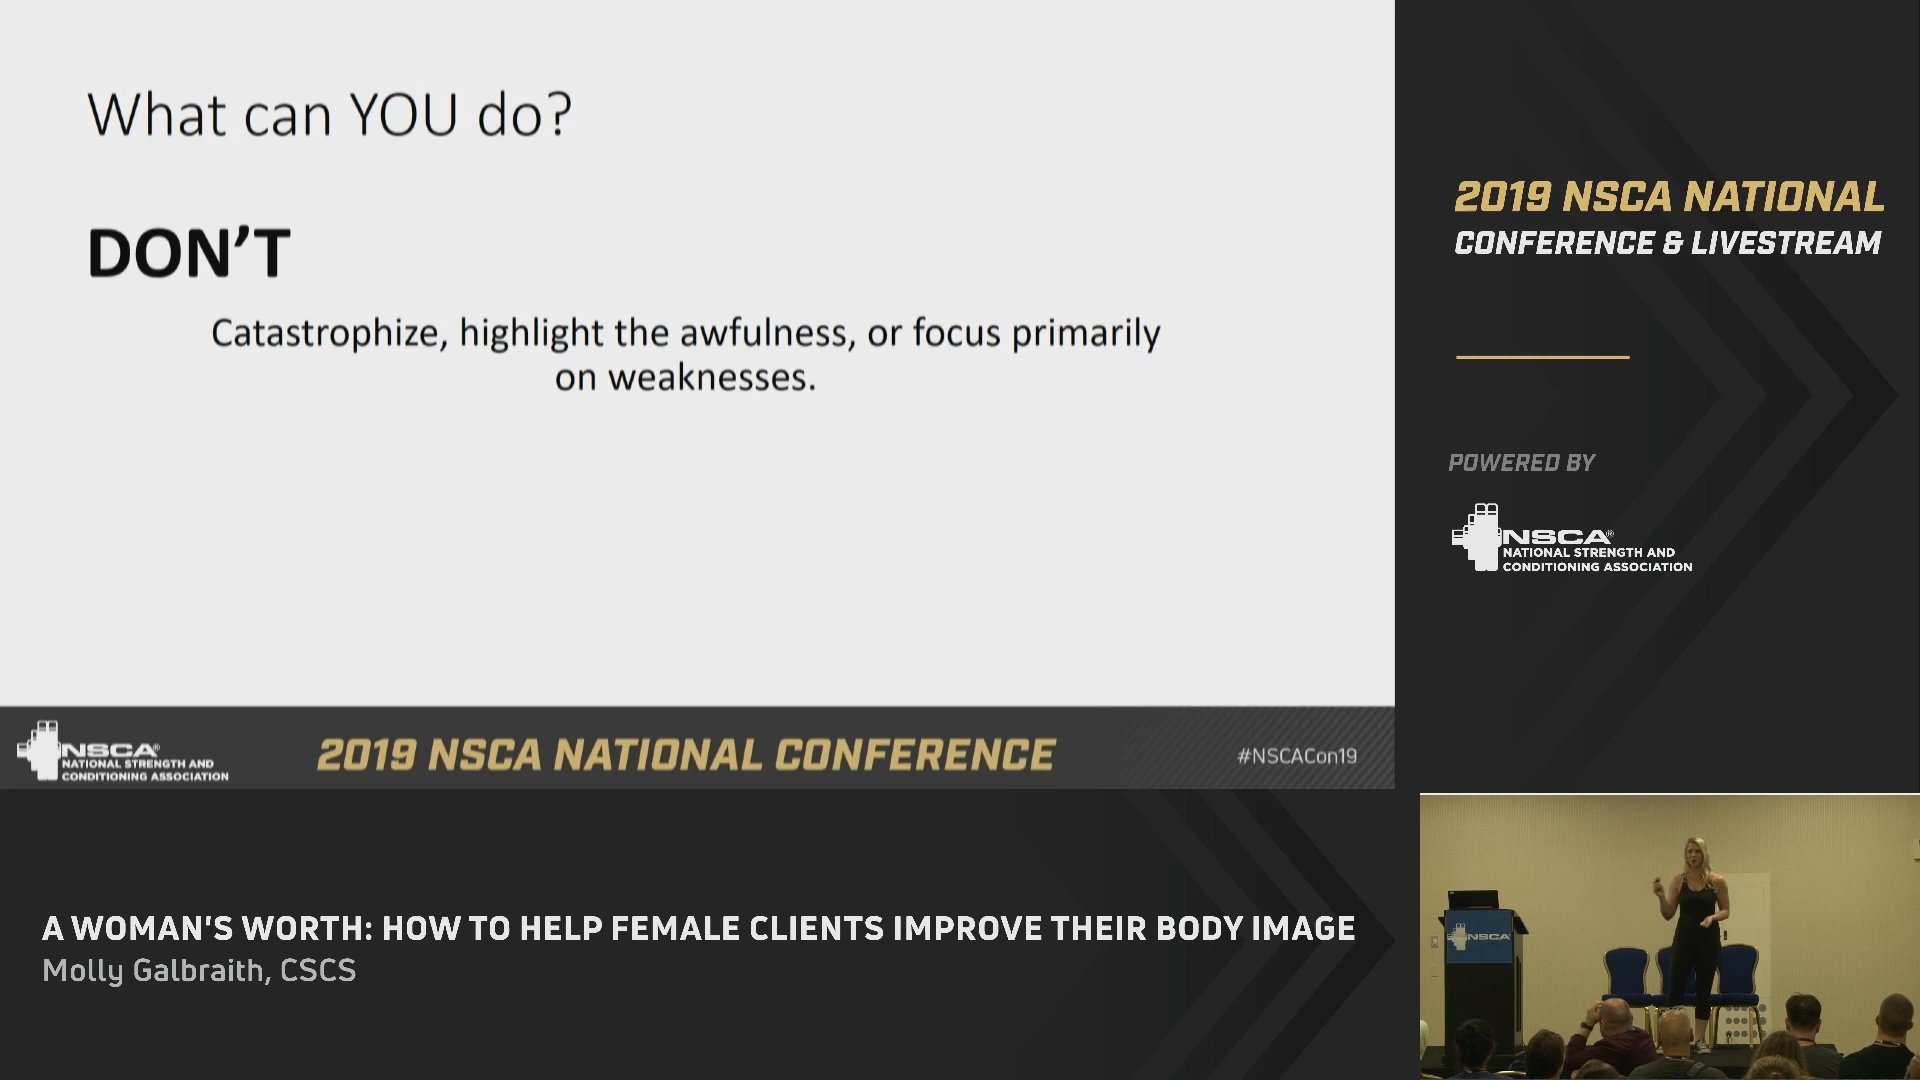 What can YOU do?
DON'T
Catastrophize, highlight the awfulness, or focus primarily
on weaknesses.
NSCA®
NATIONAL STRENGTH AND
CONDITIONING ASSOCIATION
2019 NSCA NATIONAL CONFERENCE
#NSCACon19
2019 NSCA NATIONAL
CONFERENCE & LIVESTREAM
POWERED BY
NSCA®
NATIONAL STRENGTH AND
CONDITIONING ASSOCIATION
A WOMAN'S WORTH: HOW TO HELP FEMALE CLIENTS IMPROVE THEIR BODY IMAGE
Molly Galbraith, CSCS
NSCA